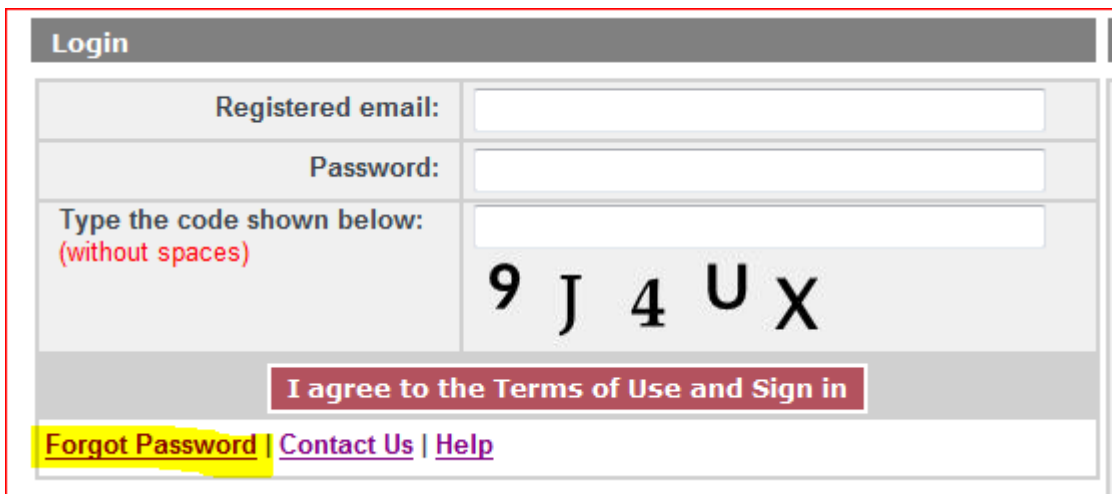 Login
Registered email:
Password:
Type the code shown below:
(without spaces)
9 J 4 U X
I agree to the Terms of Use and Sign in
Forgot Password | Contact Us | Help